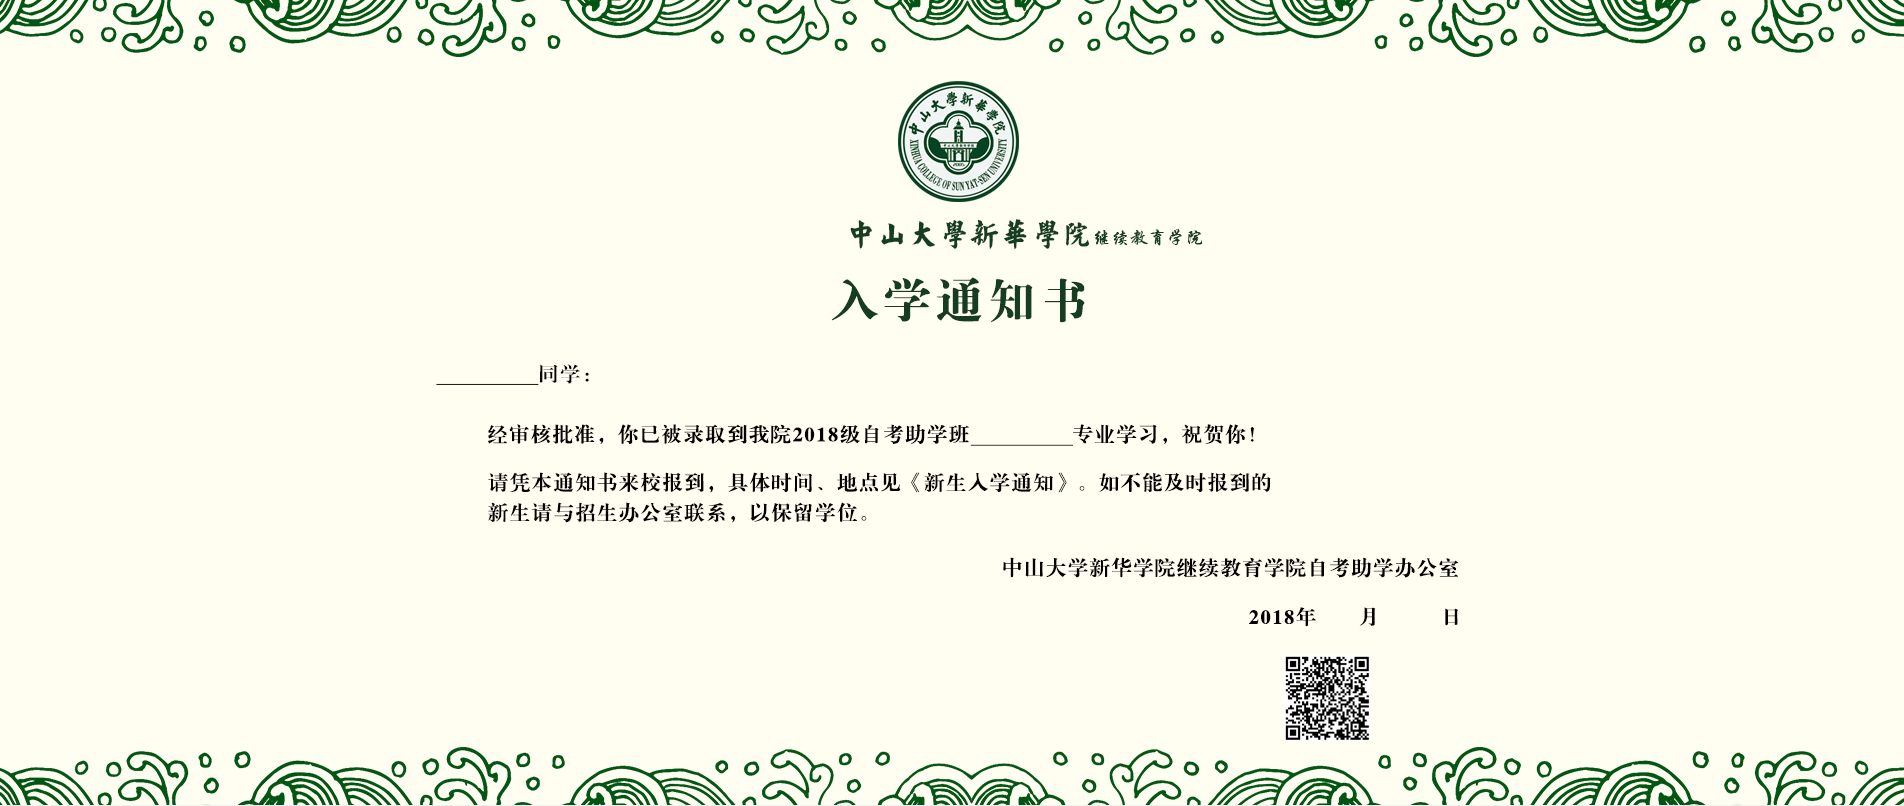 中山大學新華學院
XINHUA COLLEGE OF SUN YAT-SEN UNIVERSITY
中山大學新華學院继续教育学院
入学通知书
__________同学：
经审核批准，你已被录取到我院2018级自考助学班__________专业学习，祝贺你！
请凭本通知书来校报到，具体时间、地点见《新生入学通知》。如不能及时报到的
新生请与招生办公室联系，以保留学位。
中山大学新华学院继续教育学院自考助学办公室
2018年 月 日